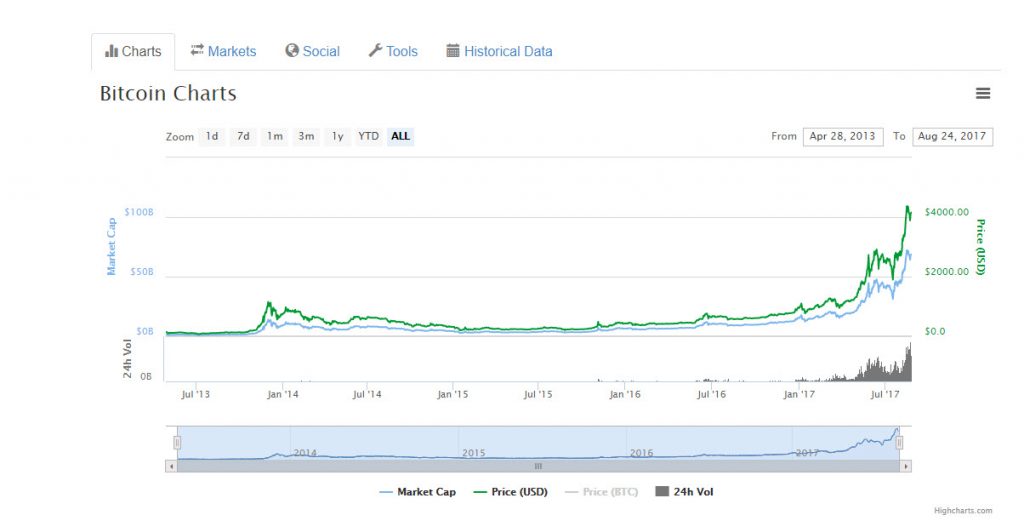 Charts Markets Social Tools Historical Data
Bitcoin Charts
Zoom 1d 7d 1m 3m 1y YTD ALL From Apr 28, 2013 To Aug 24, 2017
Market Cap
$100B
$50B
$0B
24h Vol
0B
$4000.00
$2000.00
$0.0
Price (USD)
Jul '13 Jan '14 Jul '14 Jan '15 Jul '15 Jan '16 Jul '16 Jan '17 Jul '17
2014 2015 2016 2017
Market Cap Price (USD) Price (BTC) 24h Vol
Highcharts.com